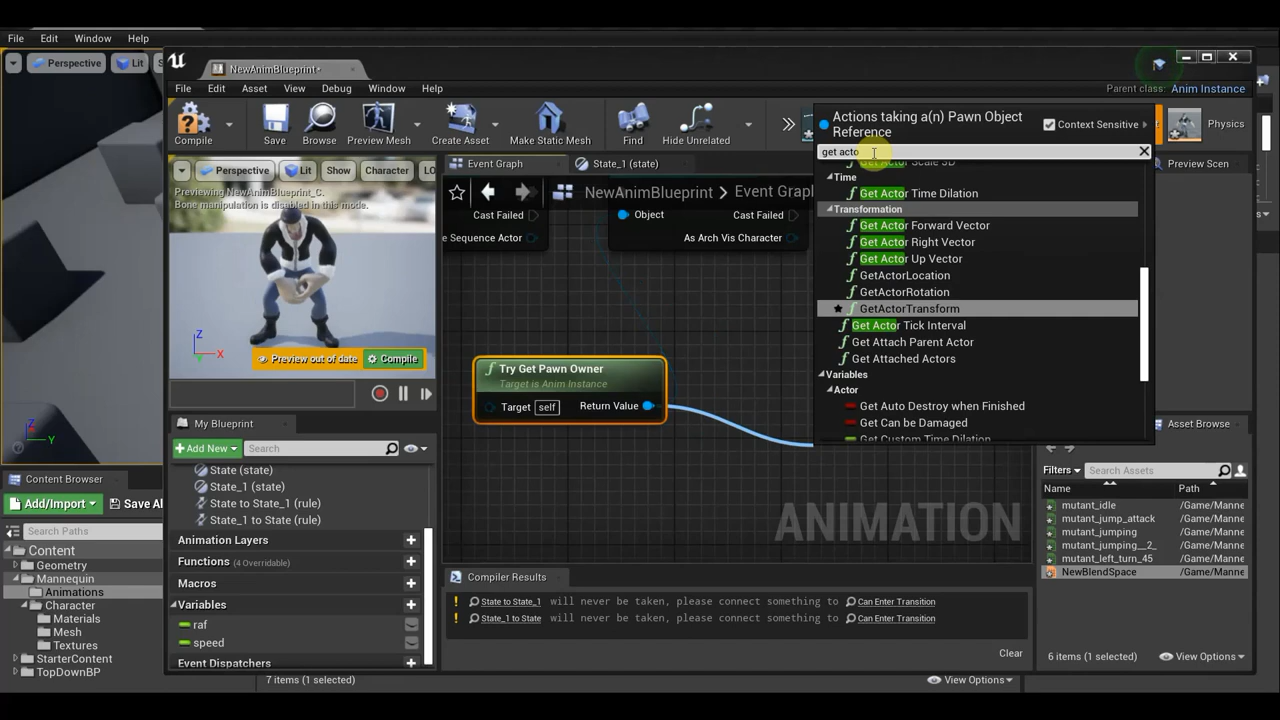 File Edit Window Help
Perspective Lit
NewAnimBlueprint*
File Edit Asset View Debug Window Help
Parent class: Anim Instance
Compile Save Browse Preview Mesh Create Asset Make Static Mesh Find Hide Unrelated
Physics
Actions taking a(n) Pawn Object Reference
Context Sensitive
get acto
Get Actor Scale 3D
Time
Get Actor Time Dilation
Transformation
Get Actor Forward Vector
Get Actor Right Vector
Get Actor Up Vector
GetActorLocation
GetActorRotation
GetActorTransform
Get Actor Tick Interval
Get Attach Parent Actor
Get Attached Actors
Variables
Actor
Get Auto Destroy when Finished
Get Can be Damaged
Get Custom Time Dilation
Perspective Lit Show Character LO
Previewing NewAnimBlueprint_C.
Bone manipulation is disabled in this mode.
Z
X
Preview out of date Compile
Event Graph State_1 (state)
Preview Scen
NewAnimBlueprint > Event Graph
Cast Failed
e Sequence Actor
Object Cast Failed
As Arch Vis Character
Try Get Pawn Owner
Target is Anim Instance
Target self Return Value
ANIMATION
My Blueprint
Add New Search
State (state)
State_1 (state)
State to State_1 (rule)
State_1 to State (rule)
Animation Layers
Functions (4 Overridable)
Macros
Variables
raf
speed
Event Dispatchers
Compiler Results
State to State_1 will never be taken, please connect something to Can Enter Transition
State_1 to State will never be taken, please connect something to Can Enter Transition
Clear
Asset Browse
Filters Search Assets
Name Path
mutant_idle /Game/Manne
mutant_jump_attack /Game/Manne
mutant_jumping /Game/Manne
mutant_jumping__2_ /Game/Manne
mutant_left_turn_45 /Game/Manne
NewBlendSpace /Game/Manne
6 items (1 selected) View Options
Content Browser
Add/Import Save Al
Search Paths
Content
Geometry
Mannequin
Animations
Character
Materials
Mesh
Textures
StarterContent
TopDownBP
7 items (1 selected) View Options